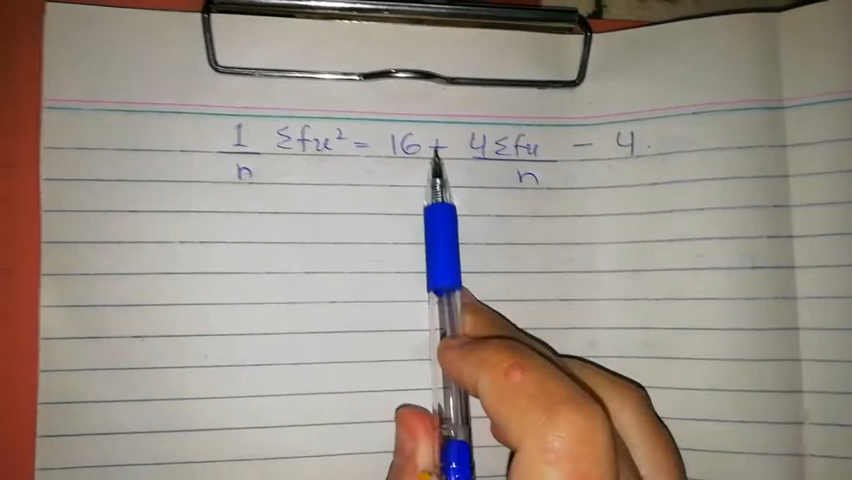 1/n Σfx² = 16 + 4Σfx/n - 4.